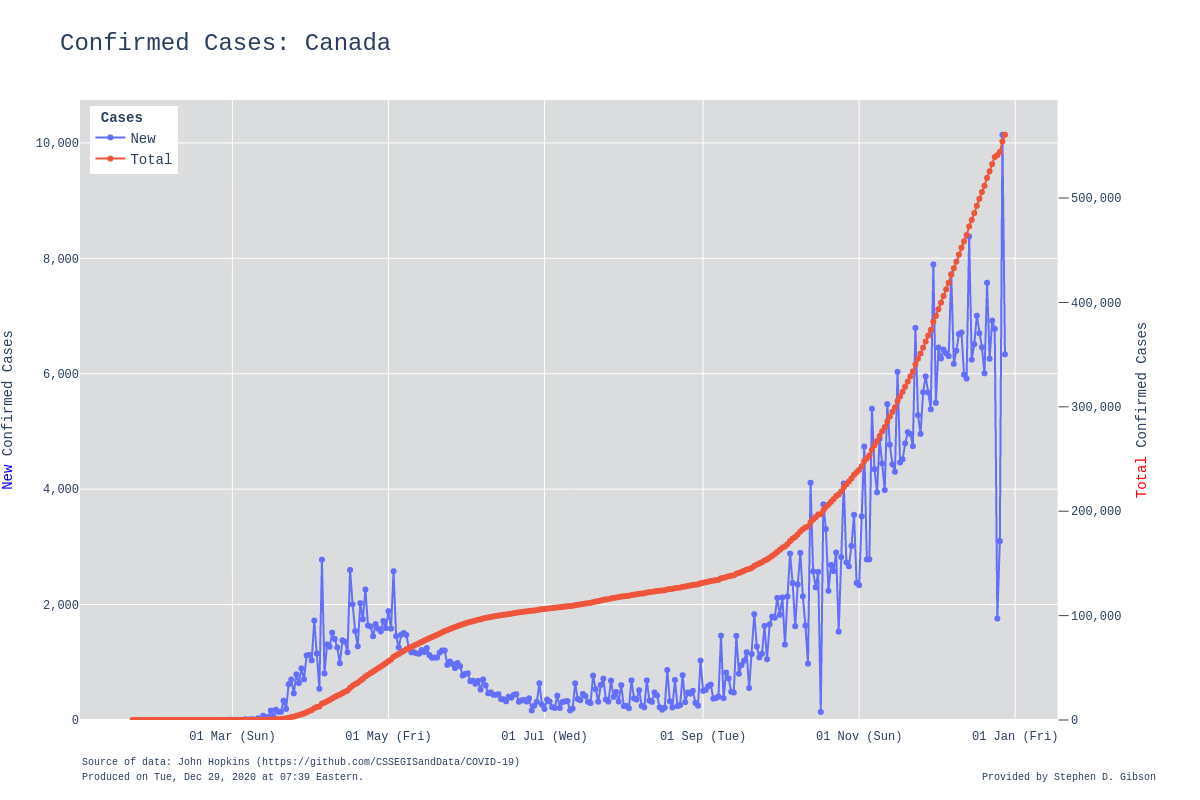 Confirmed Cases: Canada
Cases
New
Total
10,000
8,000
6,000
4,000
2,000
0
500,000
400,000
300,000
200,000
100,000
0
New Confirmed Cases
Total Confirmed Cases
01 Mar (Sun)
01 May (Fri)
01 Jul (Wed)
01 Sep (Tue)
01 Nov (Sun)
01 Jan (Fri)
Source of data: John Hopkins (https://github.com/CSSEGISandData/COVID-19)
Produced on Tue, Dec 29, 2020 at 07:39 Eastern.
Provided by Stephen D. Gibson